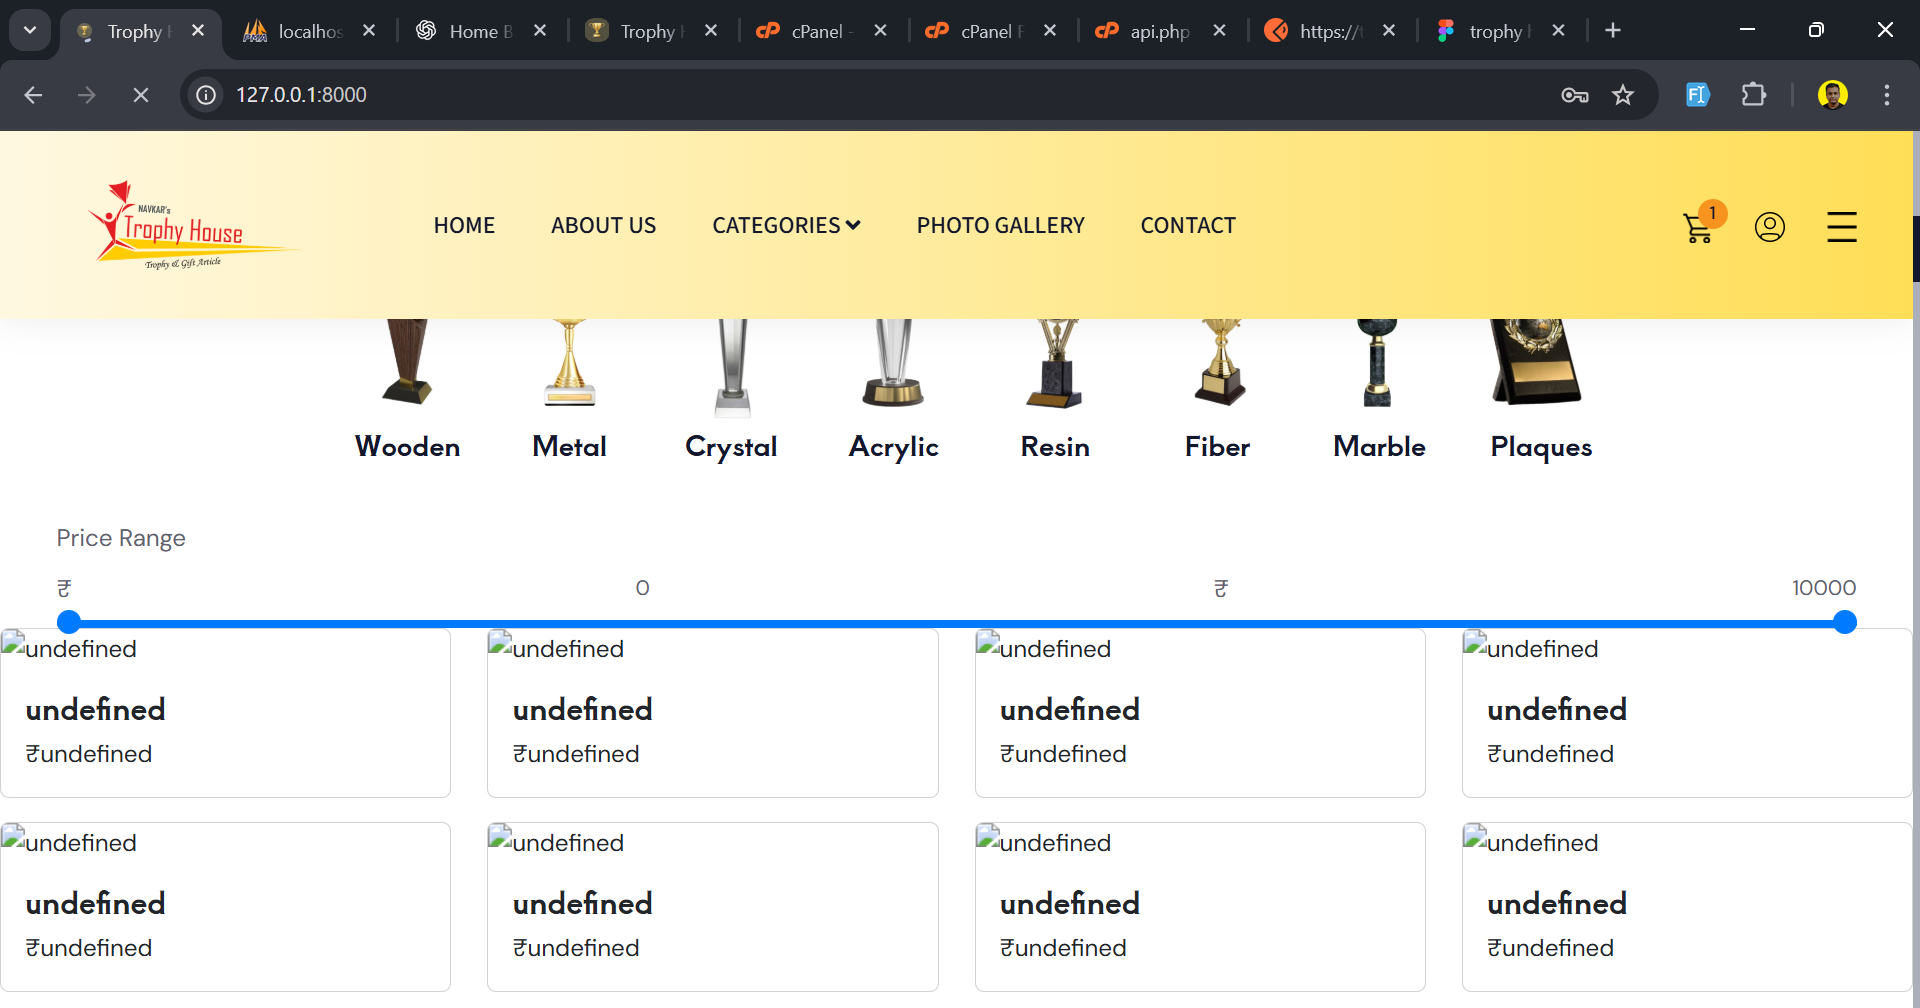 Trophy
localhos
Home B
Trophy
cPanel -
cPanel F
api.php
https://t
trophy
127.0.0.1:8000
NAVKAR's
Trophy House
Trophy & Gift Article
HOME ABOUT US CATEGORIES PHOTO GALLERY CONTACT
1
Wooden Metal Crystal Acrylic Resin Fiber Marble Plaques
Price Range
₹ 0 ₹ 10000
undefined undefined undefined undefined
undefined undefined undefined undefined
₹undefined ₹undefined ₹undefined ₹undefined
undefined undefined undefined undefined
undefined undefined undefined undefined
₹undefined ₹undefined ₹undefined ₹undefined